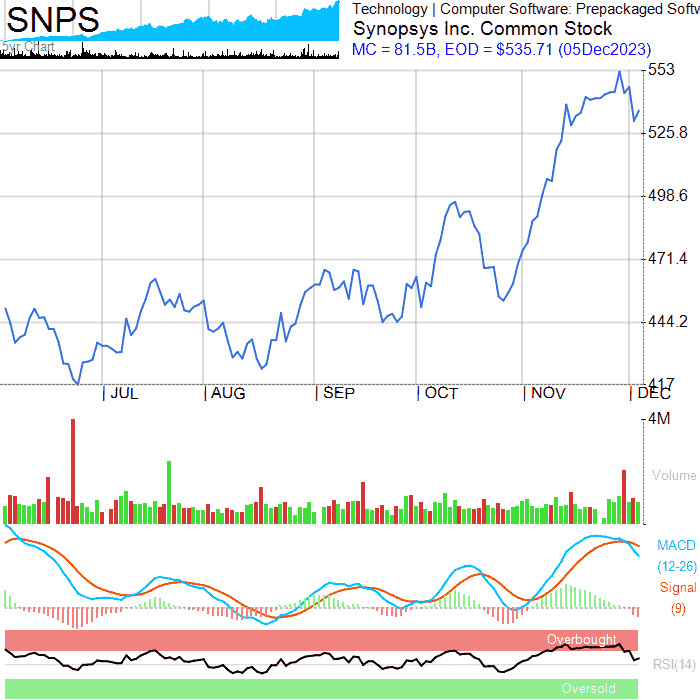 SNPS
5yr Chart
Technology | Computer Software: Prepackaged Softw
Synopsys Inc. Common Stock
MC = 81.5B, EOD = $535.71 (05Dec2023)
553
525.8
498.6
471.4
444.2
417
| JUL | AUG | SEP | OCT | NOV | DEC
4M
Volume
MACD
(12-26)
Signal
(9)
Overbought
RSI(14)
Oversold